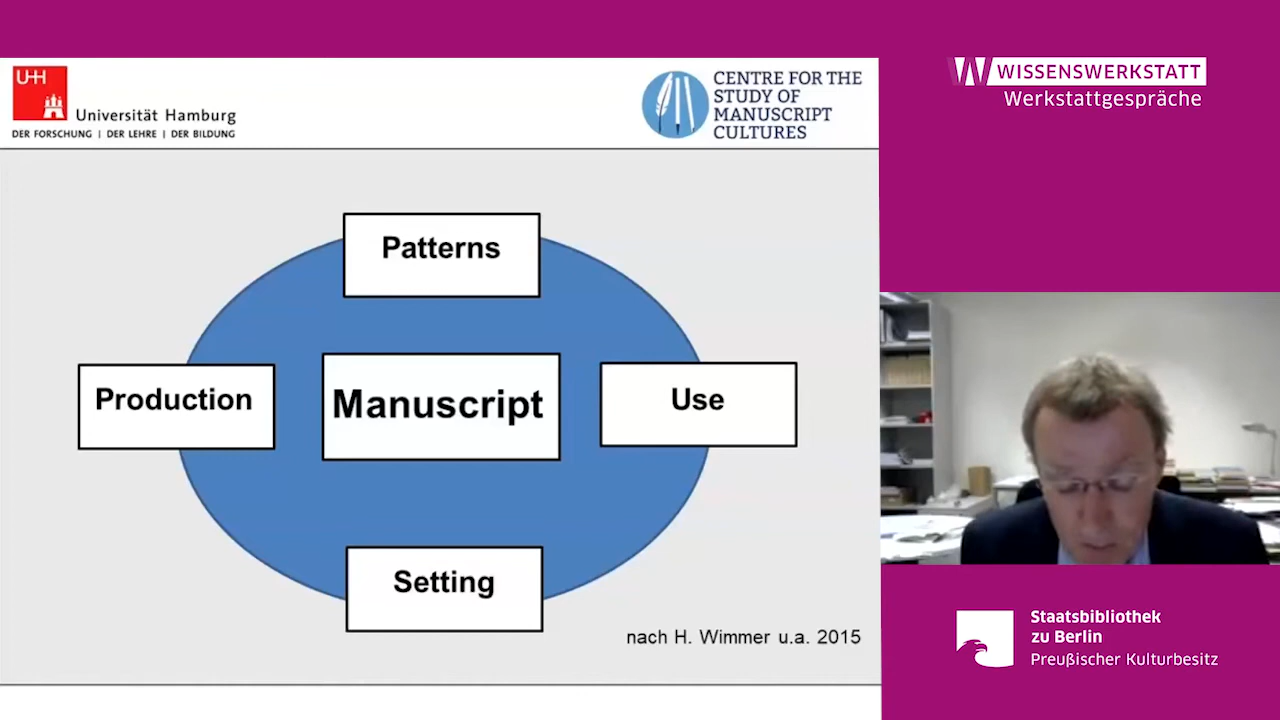 UHH
Universität Hamburg
DER FORSCHUNG | DER LEHRE | DER BILDUNG
CENTRE FOR THE
STUDY OF
MANUSCRIPT
CULTURES
Patterns
Production
Manuscript
Use
Setting
nach H. Wimmer u.a. 2015
W WISSENSWERKSTATT
Werkstattgespräche
Staatsbibliothek
zu Berlin
Preußischer Kulturbesitz